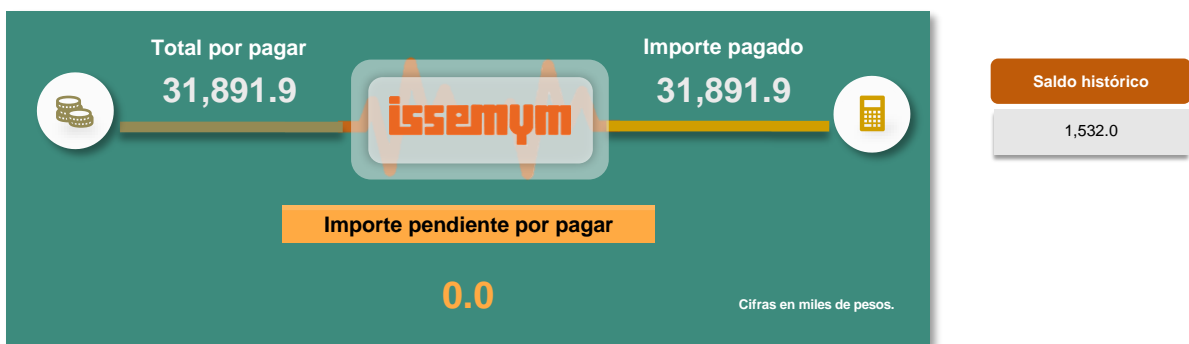 Total por pagar
31,891.9
issemym
Importe pagado
31,891.9
Importe pendiente por pagar
0.0
Cifras en miles de pesos.
Saldo histórico
1,532.0